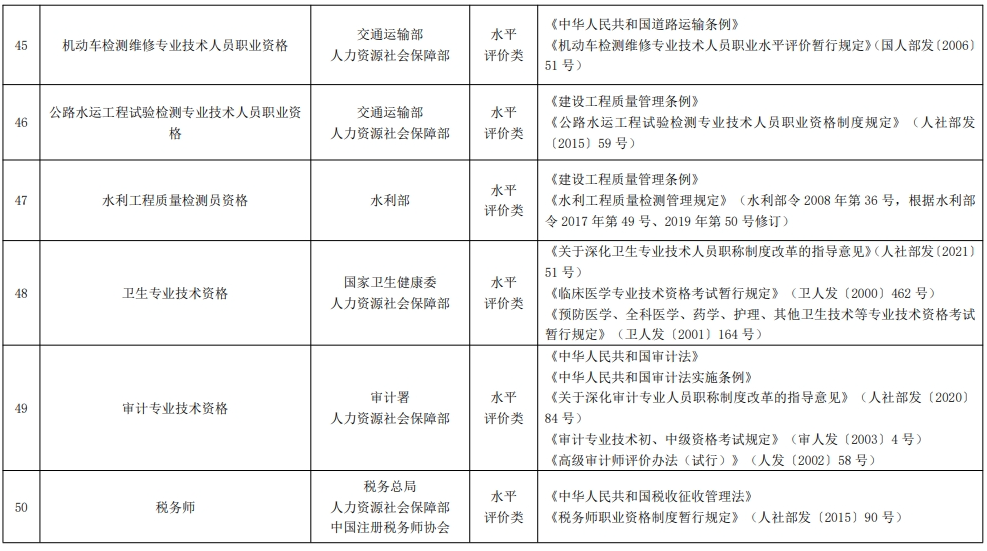 45
机动车检测维修专业技术人员职业资格
交通运输部
人力资源社会保障部
水平
评价类
《中华人民共和国道路运输条例》
《机动车检测维修专业技术人员职业水平评价暂行规定》（国人部发〔2006〕
51 号）
46
公路水运工程试验检测专业技术人员职业资
格
交通运输部
人力资源社会保障部
水平
评价类
《建设工程质量管理条例》
《公路水运工程试验检测专业技术人员职业资格制度规定》（人社部发
〔2015〕59 号）
47
水利工程质量检测员资格
水利部
水平
评价类
《建设工程质量管理条例》
《水利工程质量检测管理规定》（水利部令 2008 年第 36 号，根据水利部
令 2017 年第 49 号、2019 年第 50 号修订）
48
卫生专业技术资格
国家卫生健康委
人力资源社会保障部
水平
评价类
《关于深化卫生专业技术人员职称制度改革的指导意见》（人社部发〔2021〕
51 号）
《临床医学专业技术资格考试暂行规定》（卫人发〔2000〕462 号）
《预防医学、全科医学、药学、护理、其他卫生技术等专业技术资格考试
暂行规定》（卫人发〔2001〕164 号）
49
审计专业技术资格
审计署
人力资源社会保障部
水平
评价类
《中华人民共和国审计法》
《中华人民共和国审计法实施条例》
《关于深化审计专业人员职称制度改革的指导意见》（人社部发〔2020〕
84 号）
《审计专业技术初、中级资格考试规定》（审人发〔2003〕4 号）
《高级审计师评价办法（试行）》（人发〔2002〕58 号）
50
税务师
税务总局
人力资源社会保障部
中国注册税务师协会
水平
评价类
《中华人民共和国税收征收管理法》
《税务师职业资格制度暂行规定》（人社部发〔2015〕90 号）